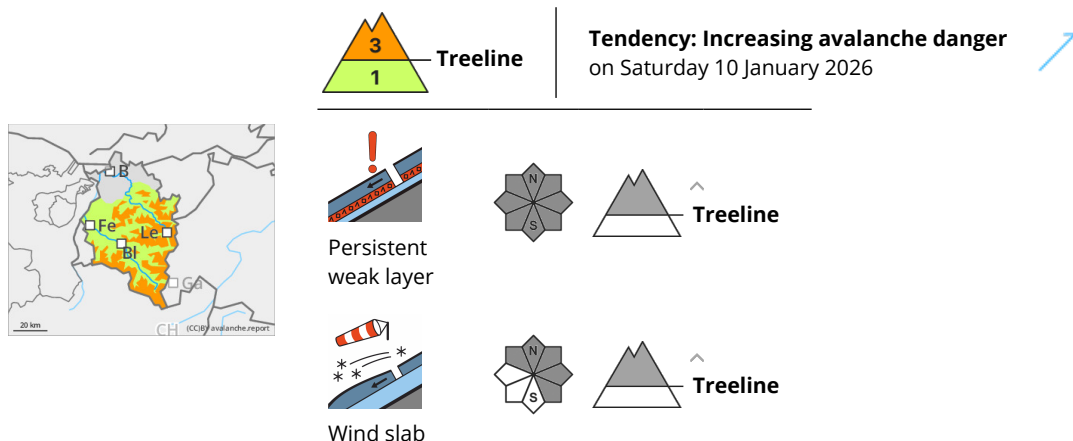 3
1
Treeline
Tendency: Increasing avalanche danger
on Saturday 10 January 2026
B
Fe
Le
Bl
Ga
20 km
CH
(CC)BY avalanche.report
N
S
Treeline
Persistent
weak layer
N
S
Treeline
Wind slab